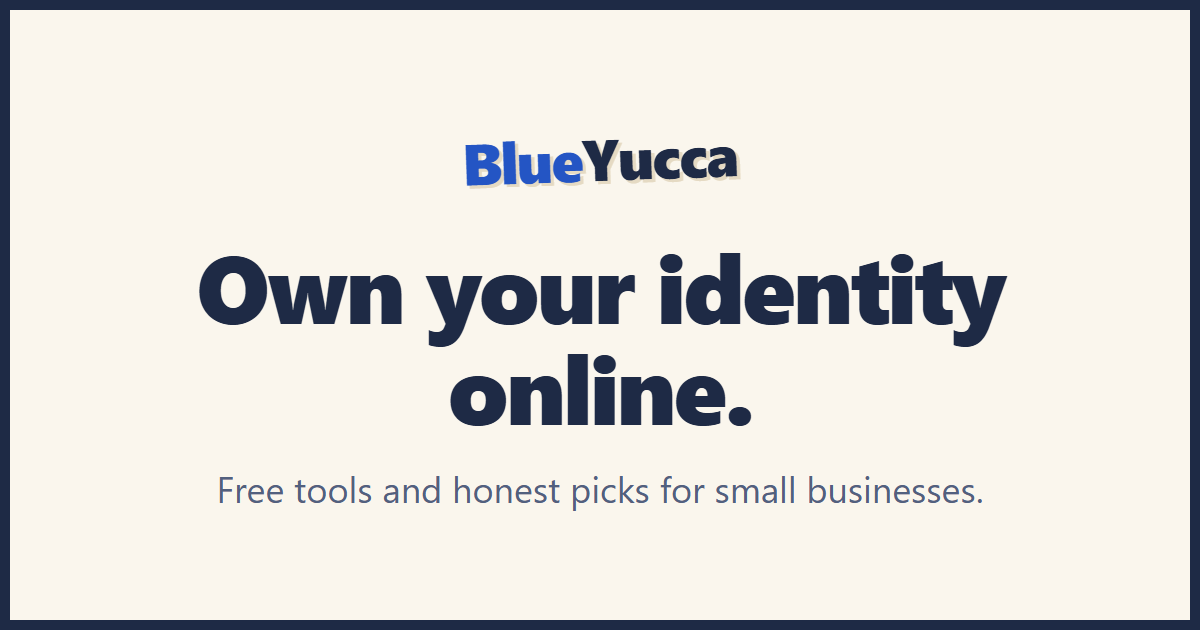 BlueYucca
Own your identity
online.
Free tools and honest picks for small businesses.